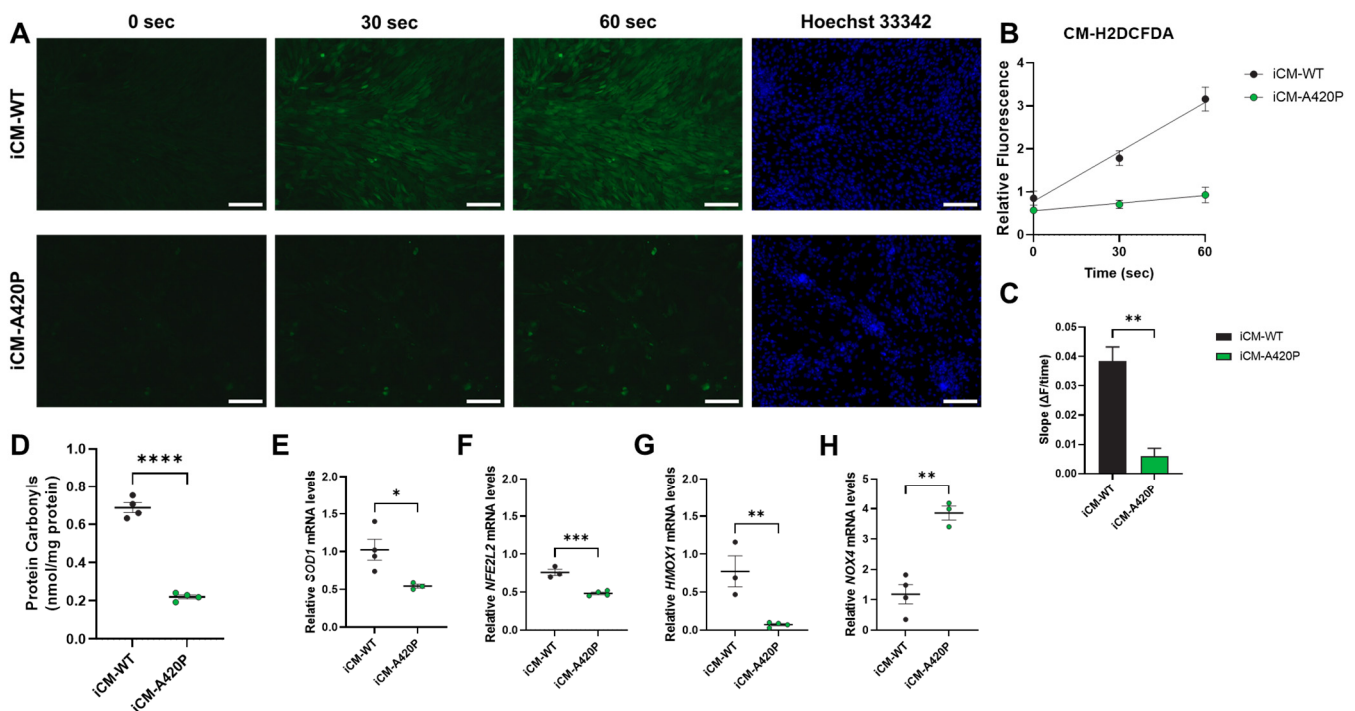 A
0 sec
30 sec
60 sec
Hoechst 33342
iCM-WT
iCM-A420P
B
CM-H2DCFDA
Relative Fluorescence
4
3
2
1
0
0
30
60
Time (sec)
iCM-WT
iCM-A420P
C
Slope (ΔF/time)
0.05
0.04
0.03
0.02
0.01
0.00
**
iCM-WT
iCM-A420P
iCM-WT
iCM-A420P
D
Protein Carbonyls
(nmol/mg protein)
1.0
0.8
0.6
0.4
0.2
0.0
****
iCM-WT
iCM-A420P
E
Relative SOD1 mRNA levels
2.0
1.5
1.0
0.5
0.0
*
iCM-WT
iCM-A420P
F
Relative NFE2L2 mRNA levels
2.0
1.5
1.0
0.5
0.0
***
iCM-WT
iCM-A420P
G
Relative HMOX1 mRNA levels
2.0
1.5
1.0
0.5
0.0
**
iCM-WT
iCM-A420P
H
Relative NOX4 mRNA levels
5
4
3
2
1
0
**
iCM-WT
iCM-A420P